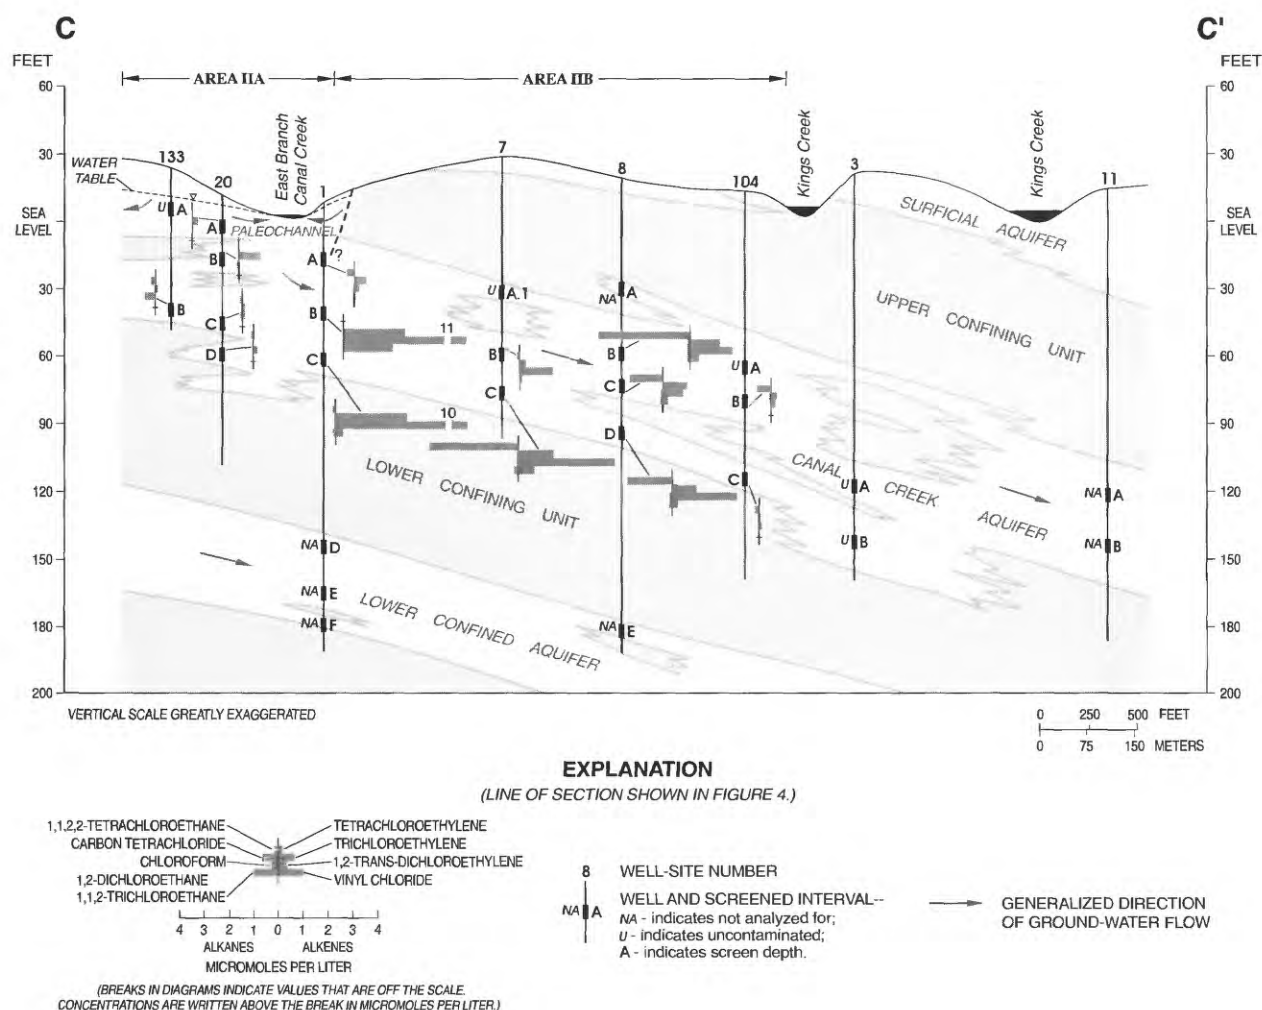 C C'
FEET FEET
AREA IIA AREA IIB
60 60
East Branch
Canal Creek
Kings Creek Kings Creek
30 30
WATER
TABLE
133 20 1 7 8 104 3 11
SEA
LEVEL
SEA
LEVEL
U A
A
PALEOCHANNEL
SURFICIAL AQUIFER
B
A
?
30 30
U A.1
NA A
UPPER CONFINING UNIT
B
C
B
11
60 60
D
C
B
B
U A
C
C
B
90 90
10
D
LOWER CONFINING UNIT
C
CANAL CREEK AQUIFER
U A
NA A
120 120
NA D
U B
NA B
150 150
NA E
LOWER CONFINED AQUIFER
NA F
NA E
180 180
200 200
VERTICAL SCALE GREATLY EXAGGERATED
0 250 500 FEET
0 75 150 METERS
EXPLANATION
(LINE OF SECTION SHOWN IN FIGURE 4.)
1,1,2,2-TETRACHLOROETHANE TETRACHLOROETHYLENE
CARBON TETRACHLORIDE TRICHLOROETHYLENE
CHLOROFORM 1,2-TRANS-DICHLOROETHYLENE
1,2-DICHLOROETHANE VINYL CHLORIDE
1,1,2-TRICHLOROETHANE
4 3 2 1 0 1 2 3 4
ALKANES ALKENES
MICROMOLES PER LITER
(BREAKS IN DIAGRAMS INDICATE VALUES THAT ARE OFF THE SCALE.
CONCENTRATIONS ARE WRITTEN ABOVE THE BREAK IN MICROMOLES PER LITER.)
8 WELL-SITE NUMBER
NA A
WELL AND SCREENED INTERVAL--
NA - indicates not analyzed for;
U - indicates uncontaminated;
A - indicates screen depth.
GENERALIZED DIRECTION
OF GROUND-WATER FLOW